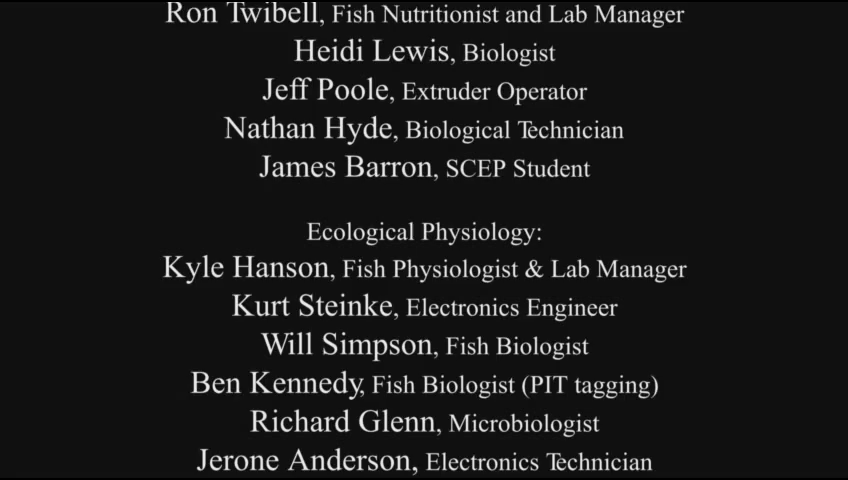 Ron Twibell, Fish Nutritionist and Lab Manager
Heidi Lewis, Biologist
Jeff Poole, Extruder Operator
Nathan Hyde, Biological Technician
James Barron, SCEP Student
Ecological Physiology:
Kyle Hanson, Fish Physiologist & Lab Manager
Kurt Steinke, Electronics Engineer
Will Simpson, Fish Biologist
Ben Kennedy, Fish Biologist (PIT tagging)
Richard Glenn, Microbiologist
Jerone Anderson, Electronics Technician